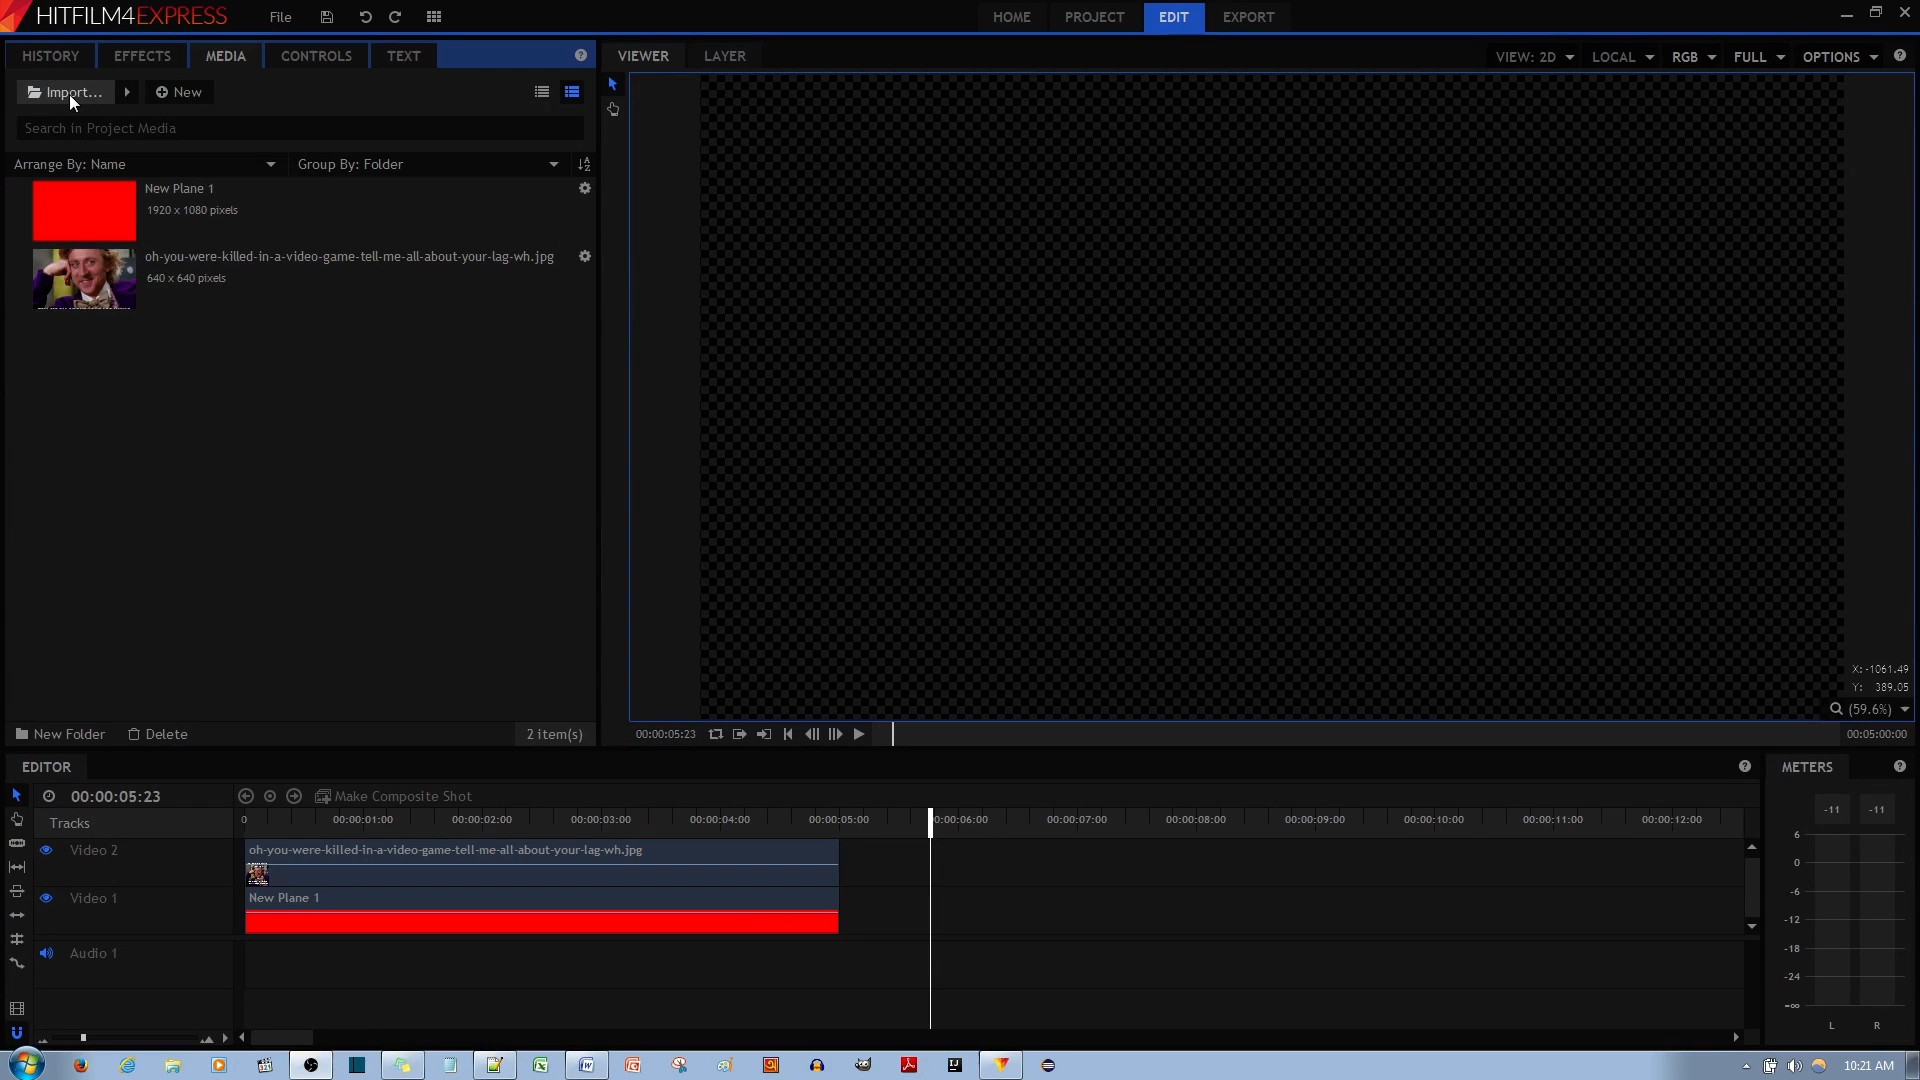 HITFILM4EXPRESS File HOME PROJECT EDIT EXPORT
HISTORY EFFECTS MEDIA CONTROLS TEXT
VIEWER LAYER VIEW: 2D LOCAL RGB FULL OPTIONS
Import... New
Search in Project Media
Arrange By: Name Group By: Folder
New Plane 1
1920 x 1080 pixels
oh-you-were-killed-in-a-video-game-tell-me-all-about-your-lag-wh.jpg
640 x 640 pixels
X: -1061.49
Y: 389.05
(59.6%)
New Folder Delete 2 item(s)
00:00:05:23 00:05:00:00
EDITOR
METERS
00:00:05:23 Make Composite Shot
-11 -11
Tracks
0 00:00:01:00 00:00:02:00 00:00:03:00 00:00:04:00 00:00:05:00 00:00:06:00 00:00:07:00 00:00:08:00 00:00:09:00 00:00:10:00 00:00:11:00 00:00:12:00
Video 2 oh-you-were-killed-in-a-video-game-tell-me-all-about-your-lag-wh.jpg
Video 1 New Plane 1
Audio 1
6
0
-6
-12
-18
-24
-∞
L R
10:21 AM